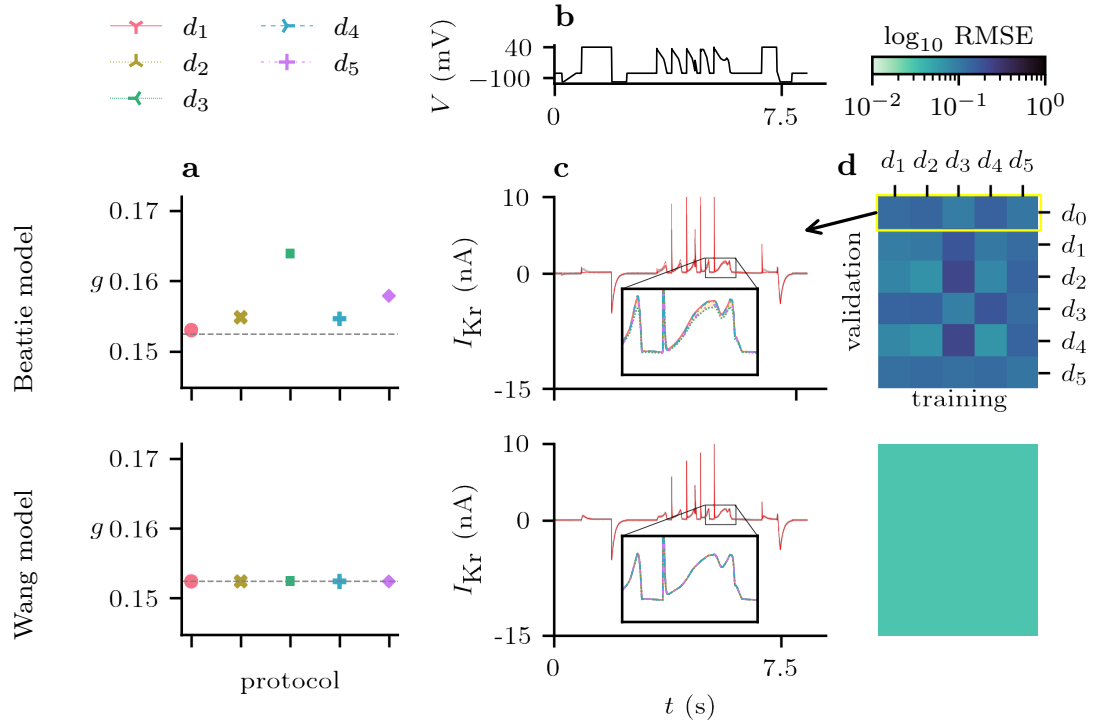 d1
d2
d3
d4
d5
b
V (mV)
40
−100
0
7.5
log10 RMSE
10−2
10−1
100
a
Beattie model
g
0.17
0.16
0.15
c
IKr (nA)
10
0
-15
d
d1 d2 d3 d4 d5
validation
d0
d1
d2
d3
d4
d5
training
Wang model
g
0.17
0.16
0.15
protocol
IKr (nA)
10
0
-15
0
7.5
t (s)